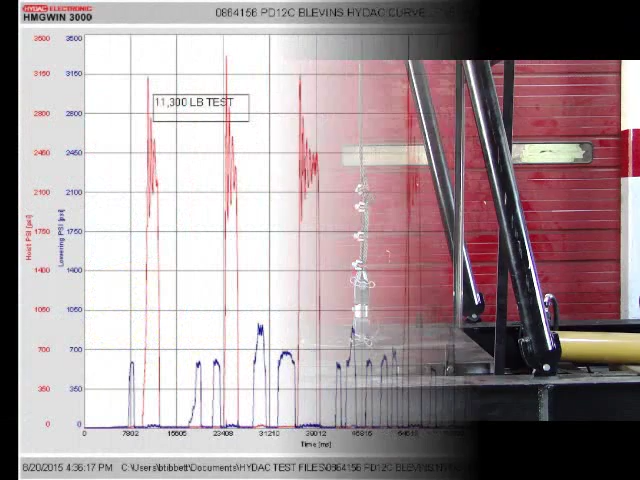 HYDAC ELECTRONIC
HMGWIN 3000
0864156 PD12C BLEVINS HYDAC CURVE
3500 3500
3150 3150
2800 2800
2450 2450
2100 2100
1750 1750
1400 1400
1050 1050
700 700
350 350
0 0
11,300 LB TEST
Hoist PSI [psi]
Lowering PSI [psi]
0 7802 15605 23408 31210 39012 46815
Time [ms]
8/20/2015 4:36:17 PM C:\Users\btibbett\Documents\HYDAC TEST FILES\0864156 PD12C BLEVINS